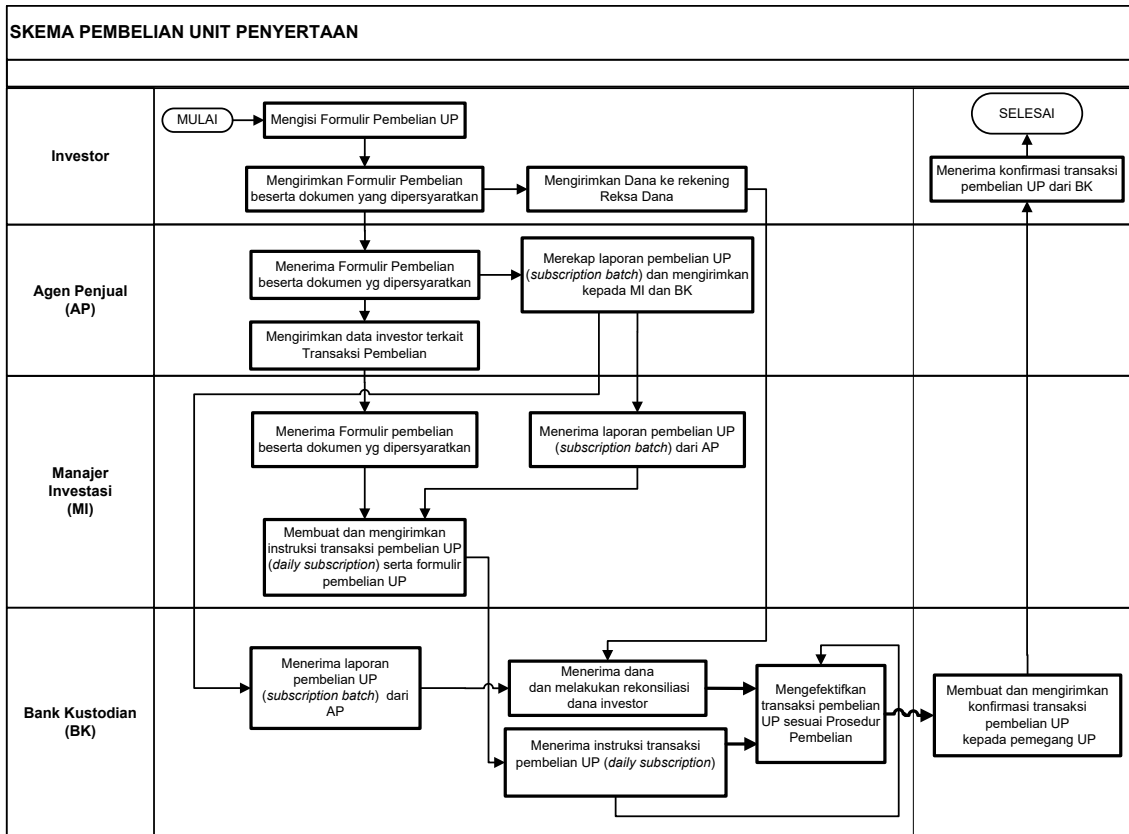 SKEMA PEMBELIAN UNIT PENYERTAAN
Investor
MULAI
Mengisi Formulir Pembelian UP
SELESAI
Mengirimkan Formulir Pembelian
beserta dokumen yang dipersyaratkan
Mengirimkan Dana ke rekening
Reksa Dana
Menerima konfirmasi transaksi
pembelian UP dari BK
Agen Penjual
(AP)
Menerima Formulir Pembelian
beserta dokumen yg dipersyaratkan
Merekap laporan pembelian UP
(subscription batch) dan mengirimkan
kepada MI dan BK
Mengirimkan data investor terkait
Transaksi Pembelian
Manajer
Investasi
(MI)
Menerima Formulir pembelian
beserta dokumen yg dipersyaratkan
Menerima laporan pembelian UP
(subscription batch) dari AP
Membuat dan mengirimkan
instruksi transaksi pembelian UP
(daily subscription) serta formulir
pembelian UP
Bank Kustodian
(BK)
Menerima laporan
pembelian UP
(subscription batch) dari
AP
Menerima dana
dan melakukan rekonsiliasi
dana investor
Menerima instruksi transaksi
pembelian UP (daily subscription)
Mengefektifkan
transaksi pembelian
UP sesuai Prosedur
Pembelian
Membuat dan mengirimkan
konfirmasi transaksi
pembelian UP
kepada pemegang UP